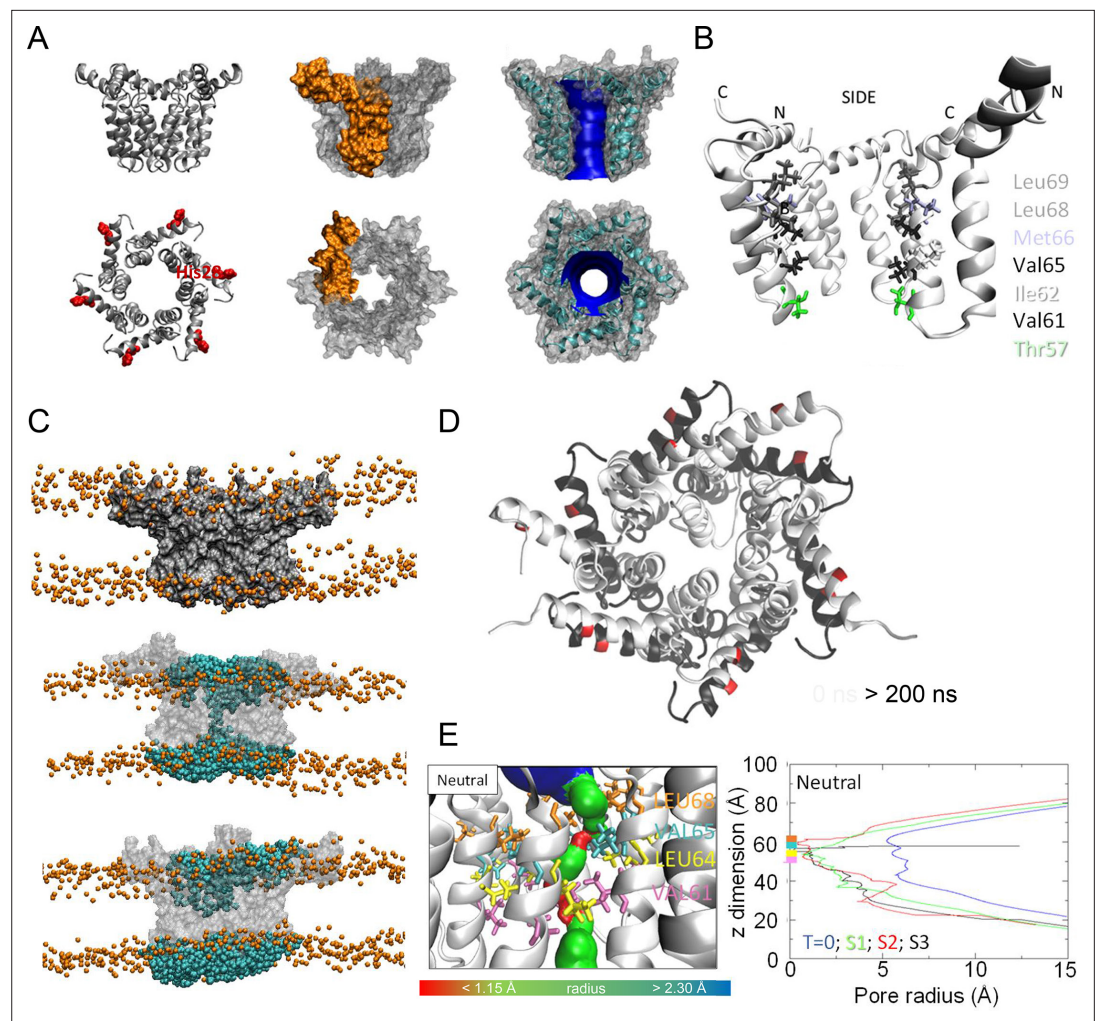 A
His28
B
C
N
SIDE
C
N
Leu69
Leu68
Met66
Val65
Ile62
Val61
Thr57
C
D
0 ns > 200 ns
E
Neutral
LEU68
VAL65
LEU64
VAL61
< 1.15 Å radius > 2.30 Å
Neutral
z dimension (Å)
100
80
60
40
20
0
T=0; S1; S2; S3
0 5 10 15
Pore radius (Å)